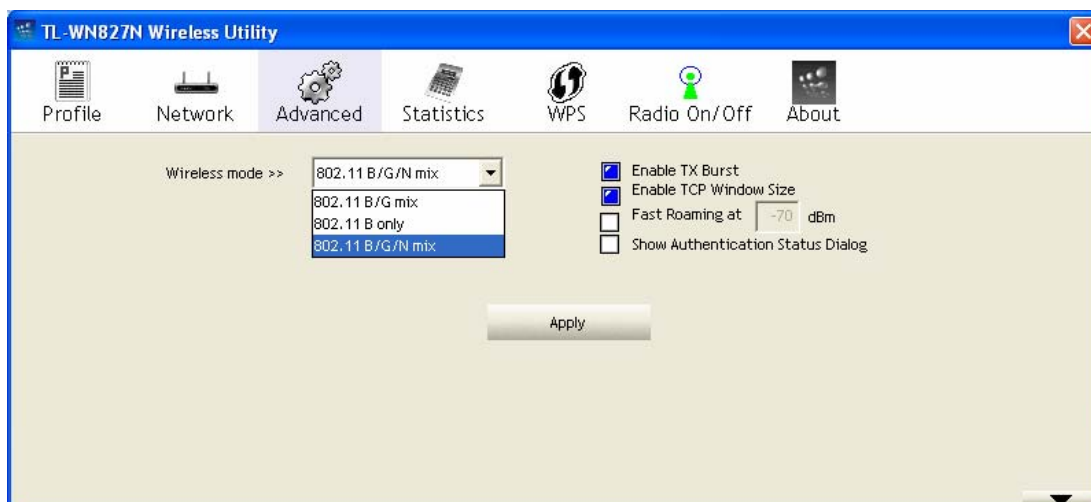 TL-WN827N Wireless Utility
Profile
Network
Advanced
Statistics
WPS
Radio On/Off
About
Wireless mode >>
802.11 B/G/N mix
802.11 B/G mix
802.11 B only
802.11 B/G/N mix
Enable TX Burst
Enable TCP Window Size
Fast Roaming at -70 dBm
Show Authentication Status Dialog
Apply